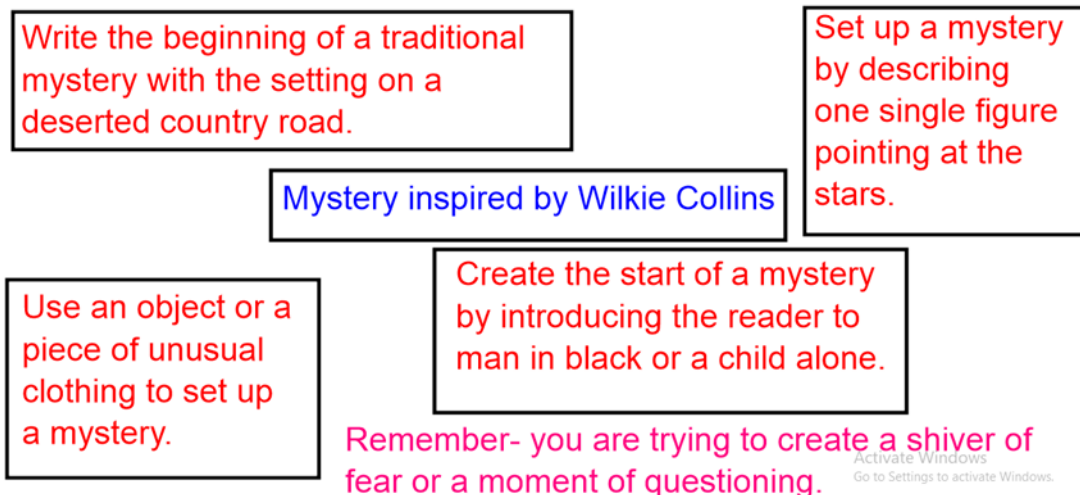 Write the beginning of a traditional
mystery with the setting on a
deserted country road.
Set up a mystery
by describing
one single figure
pointing at the
stars.
Mystery inspired by Wilkie Collins
Use an object or a
piece of unusual
clothing to set up
a mystery.
Create the start of a mystery
by introducing the reader to
man in black or a child alone.
Remember- you are trying to create a shiver of
fear or a moment of questioning.
Activate Windows
Go to Settings to activate Windows.